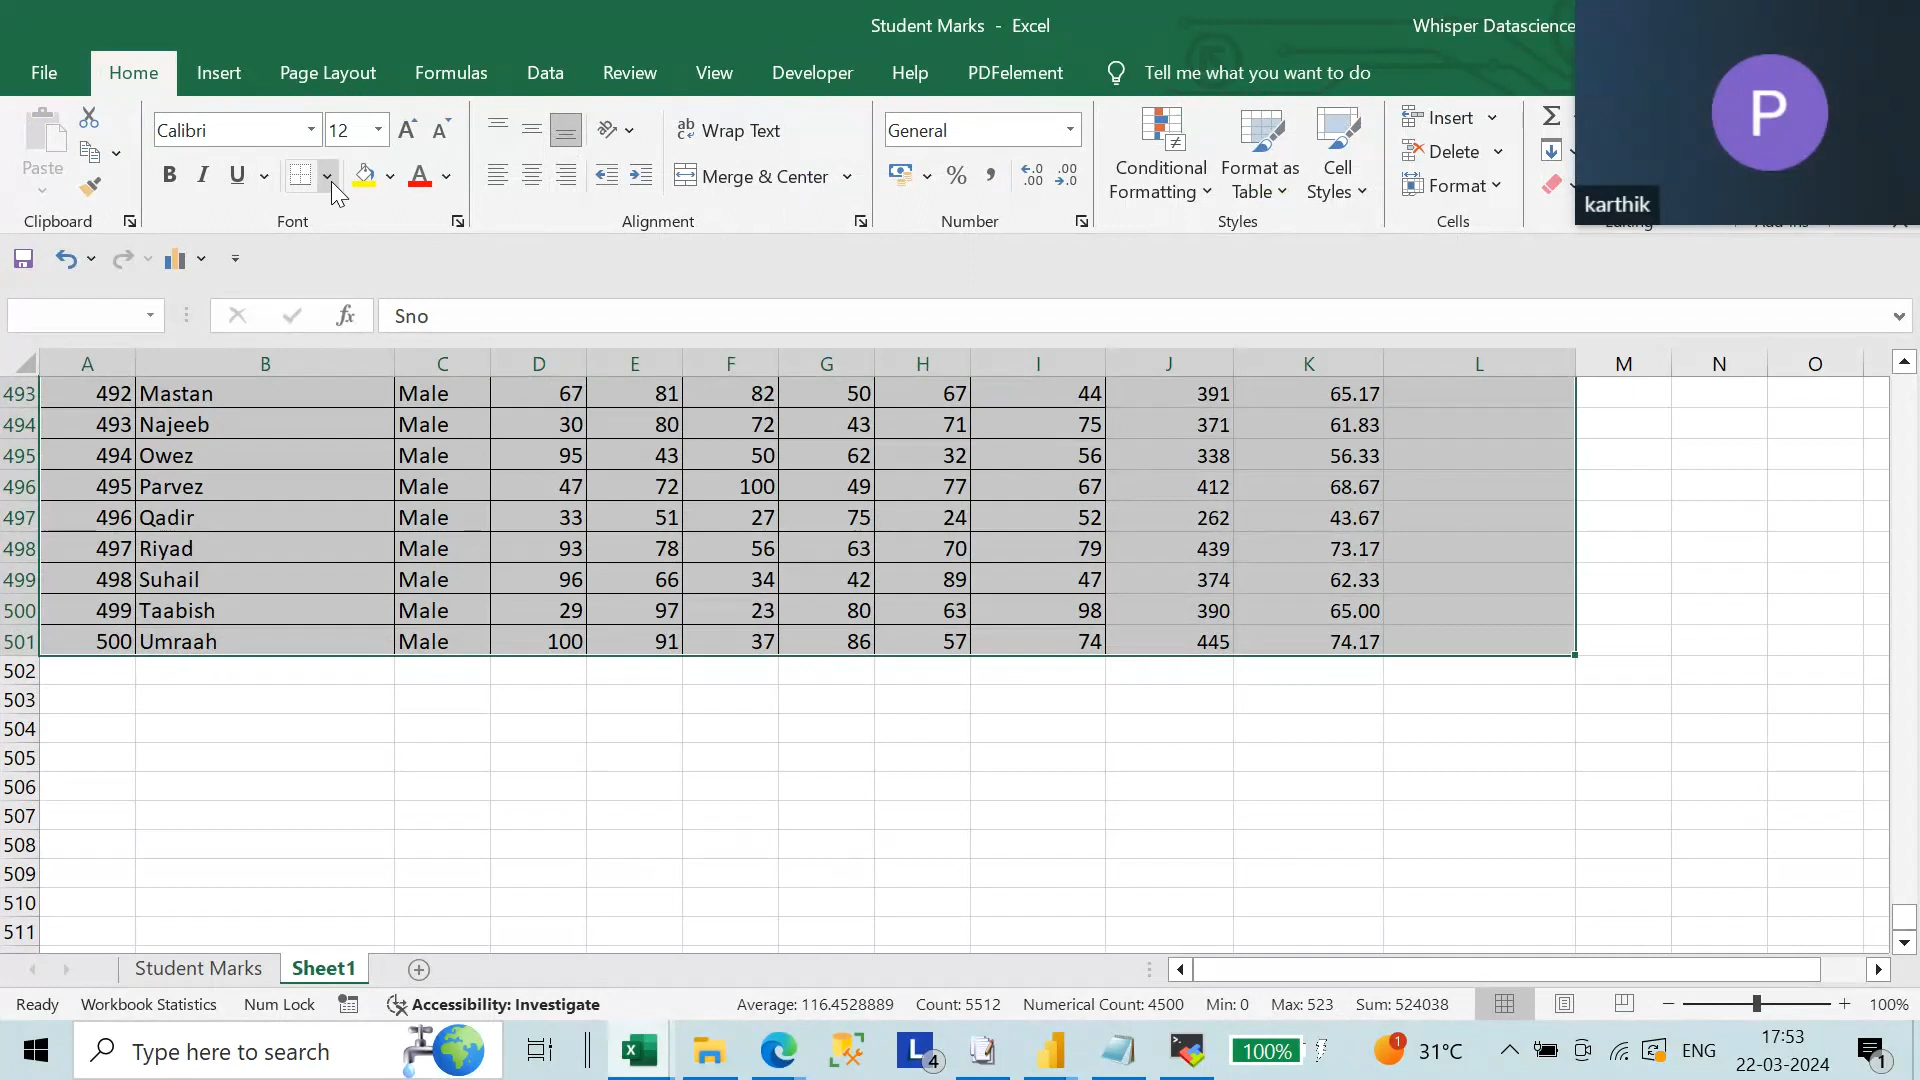 Student Marks - Excel
Whisper Datascience
File Home Insert Page Layout Formulas Data Review View Developer Help PDFelement Tell me what you want to do
P
karthik
Paste
Calibri 12
B I U
ab Wrap Text
Merge & Center
General
Conditional Formatting
Format as Table
Cell Styles
Insert
Delete
Format
Clipboard Font Alignment Number Styles Cells
fx Sno
A B C D E F G H I J K L M N O
493 492 Mastan Male 67 81 82 50 67 44 391 65.17
494 493 Najeeb Male 30 80 72 43 71 75 371 61.83
495 494 Owez Male 95 43 50 62 32 56 338 56.33
496 495 Parvez Male 47 72 100 49 77 67 412 68.67
497 496 Qadir Male 33 51 27 75 24 52 262 43.67
498 497 Riyad Male 93 78 56 63 70 79 439 73.17
499 498 Suhail Male 96 66 34 42 89 47 374 62.33
500 499 Taabish Male 29 97 23 80 63 98 390 65.00
501 500 Umraah Male 100 91 37 86 57 74 445 74.17
502
503
504
505
506
507
508
509
510
511
Student Marks Sheet1
Ready Workbook Statistics Num Lock Accessibility: Investigate Average: 116.4528889 Count: 5512 Numerical Count: 4500 Min: 0 Max: 523 Sum: 524038 100%
Type here to search
4
100%
1
31°C
ENG
17:53
22-03-2024
1